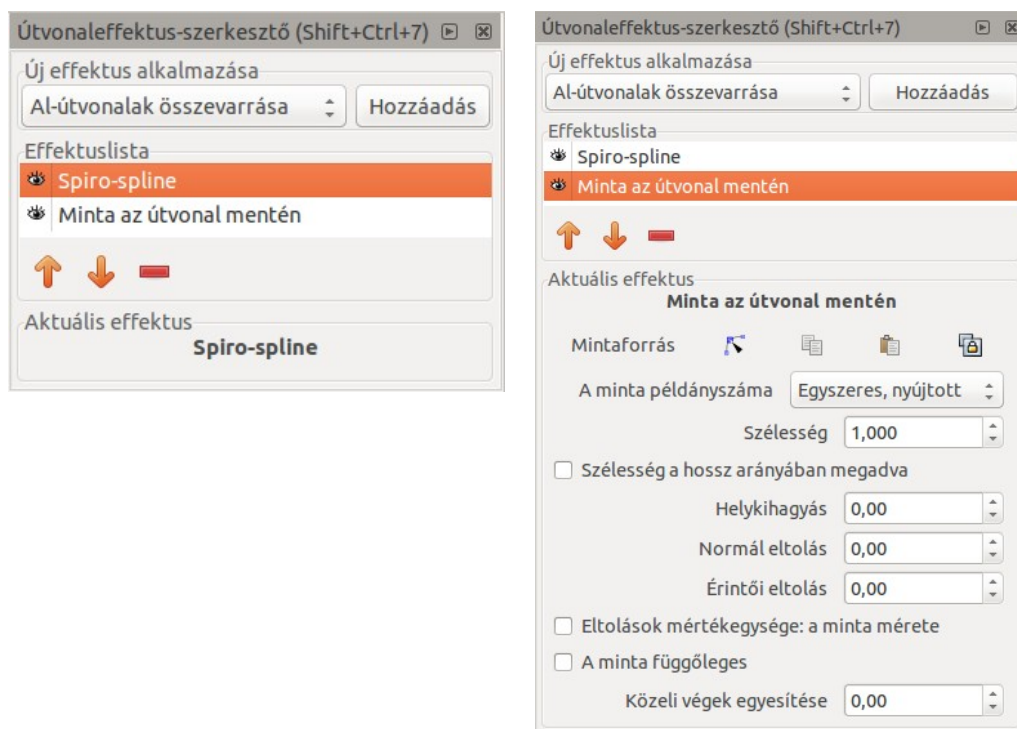 Útvonaleffektus-szerkesztő (Shift+Ctrl+7)
Új effektus alkalmazása
Al-útvonalak összevarrása
Hozzáadás
Effektuslista
Spiro-spline
Minta az útvonal mentén
Aktuális effektus
Spiro-spline
Útvonaleffektus-szerkesztő (Shift+Ctrl+7)
Új effektus alkalmazása
Al-útvonalak összevarrása
Hozzáadás
Effektuslista
Spiro-spline
Minta az útvonal mentén
Aktuális effektus
Minta az útvonal mentén
Mintaforrás
A minta példányszáma Egyszeres, nyújtott
Szélesség 1,000
Szélesség a hossz arányában megadva
Helykihagyás 0,00
Normál eltolás 0,00
Érintői eltolás 0,00
Eltolások mértékegysége: a minta mérete
A minta függőleges
Közeli végek egyesítése 0,00